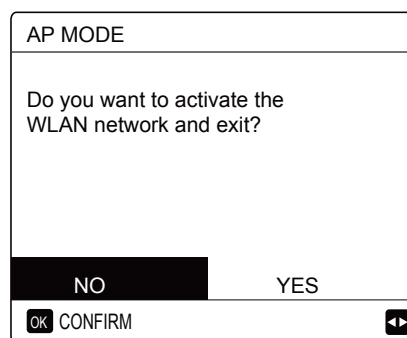 AP MODE
Do you want to activate the
WLAN network and exit?
NO YES
OK CONFIRM